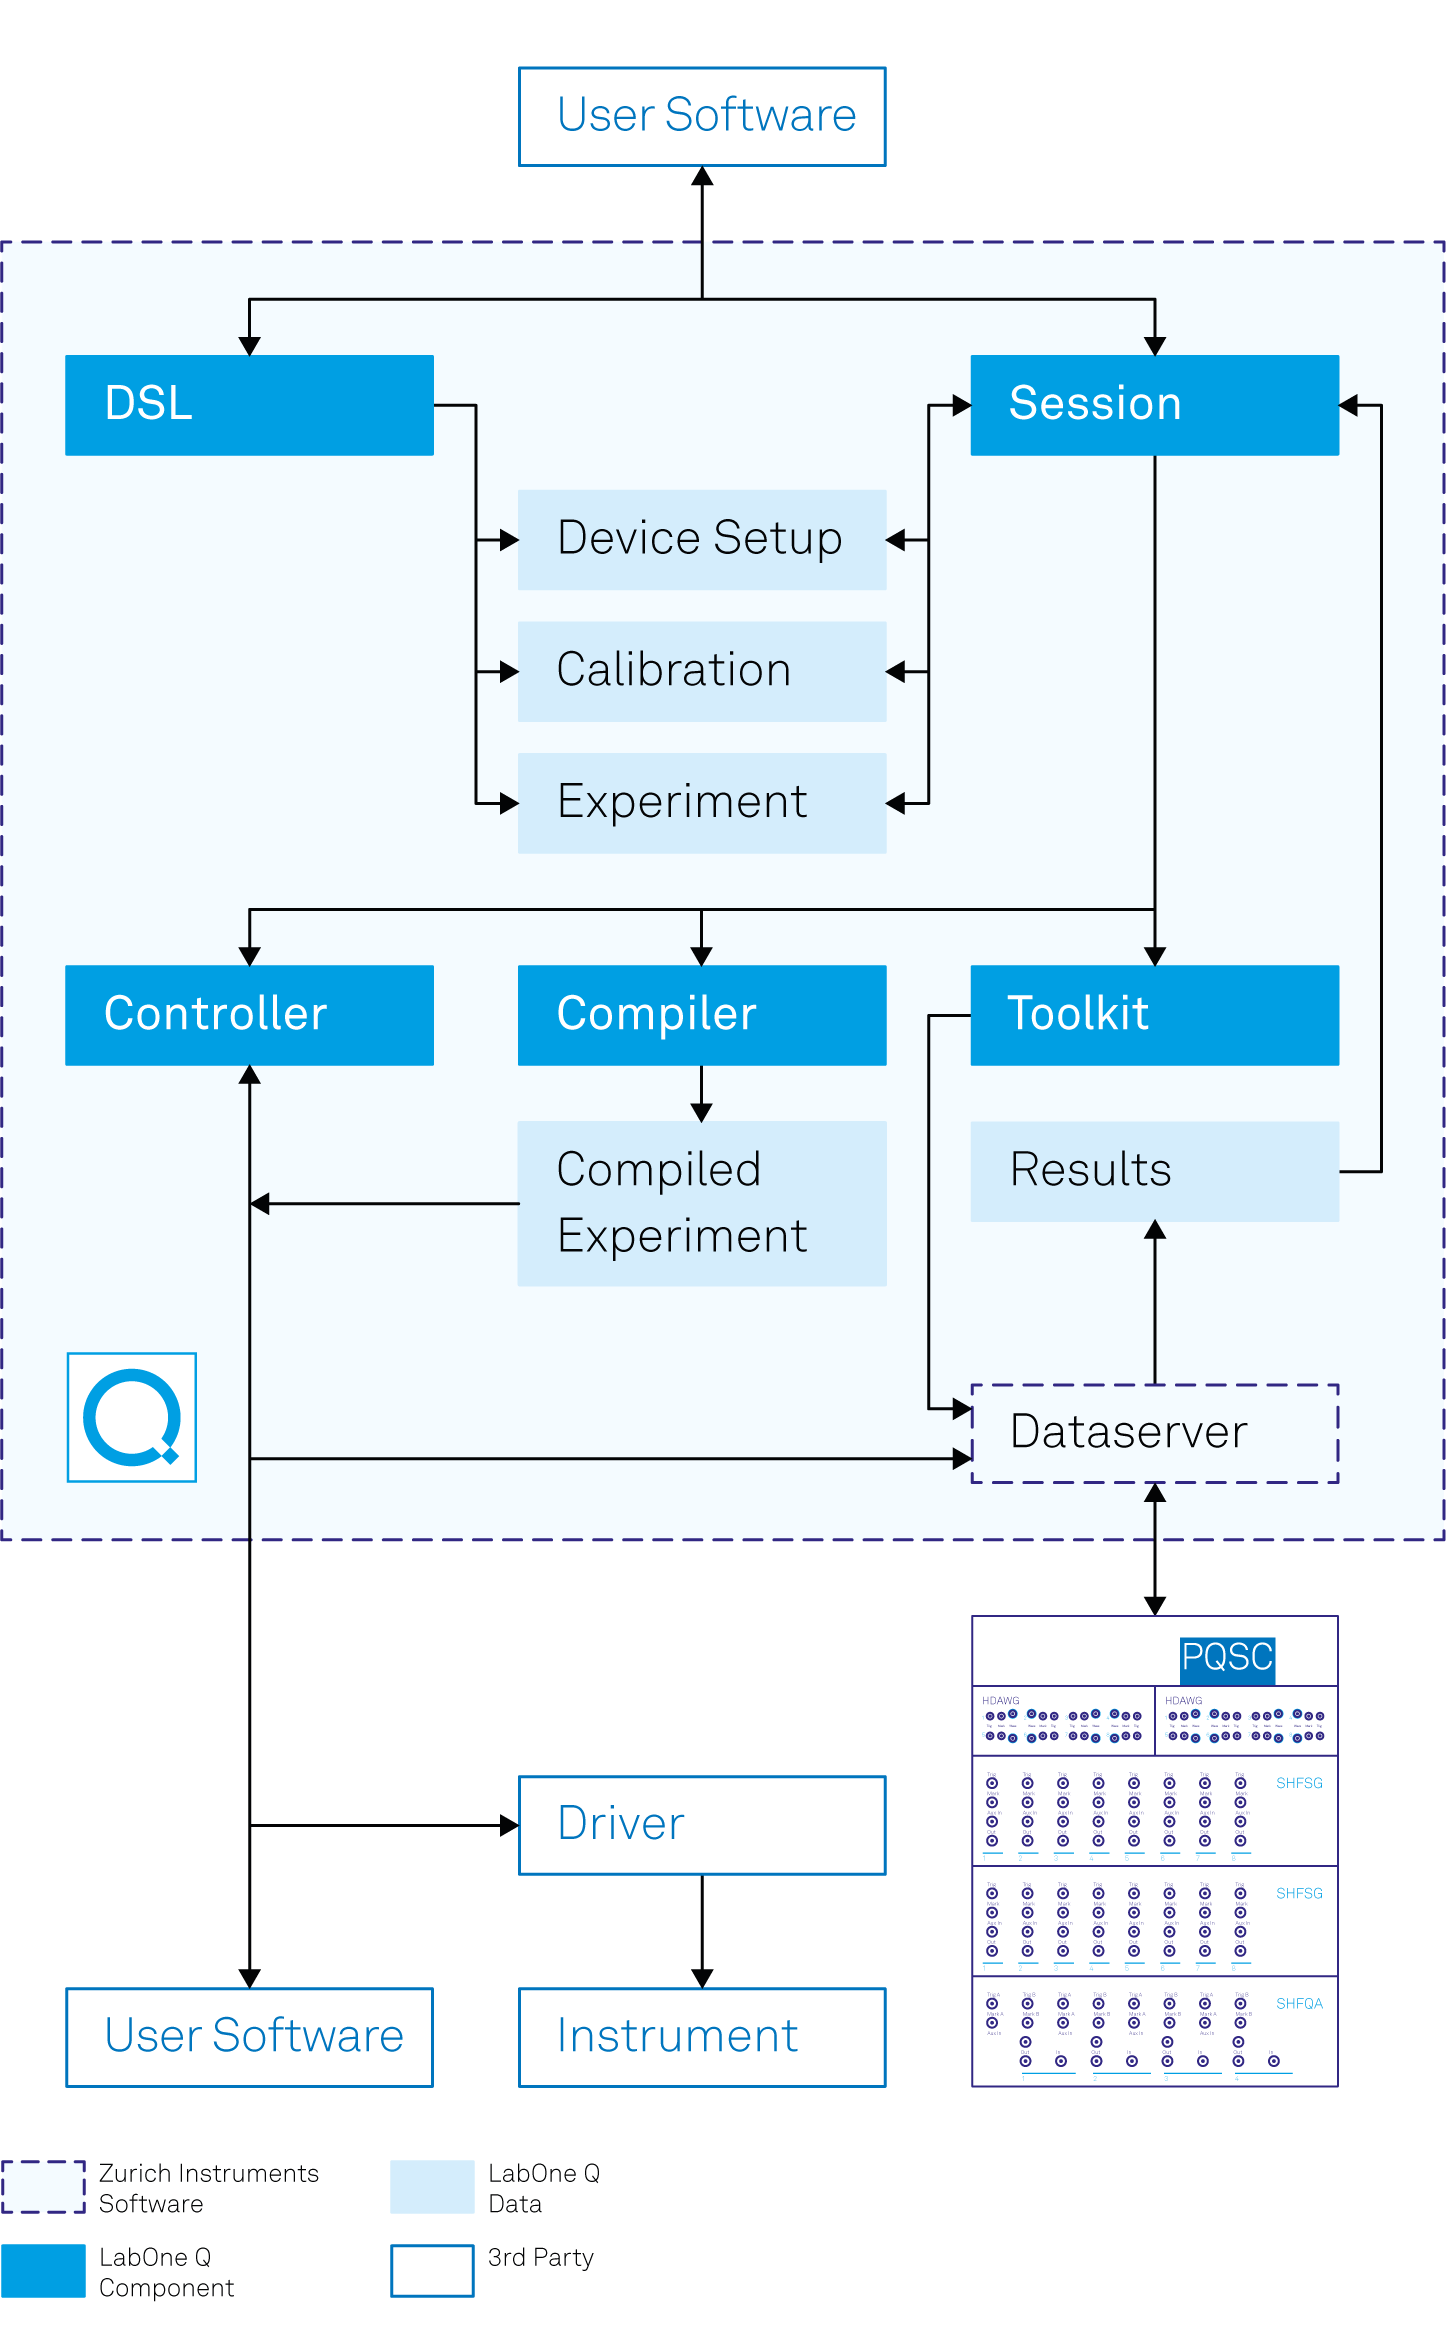 User Software
DSL
Session
Device Setup
Calibration
Experiment
Controller
Compiler
Toolkit
Compiled
Experiment
Results
Dataserver
PQSC
HDAWG
HDAWG
SHFSG
Driver
SHFSG
User Software
Instrument
SHFQA
Zurich Instruments
Software
LabOne Q
Data
LabOne Q
Component
3rd Party